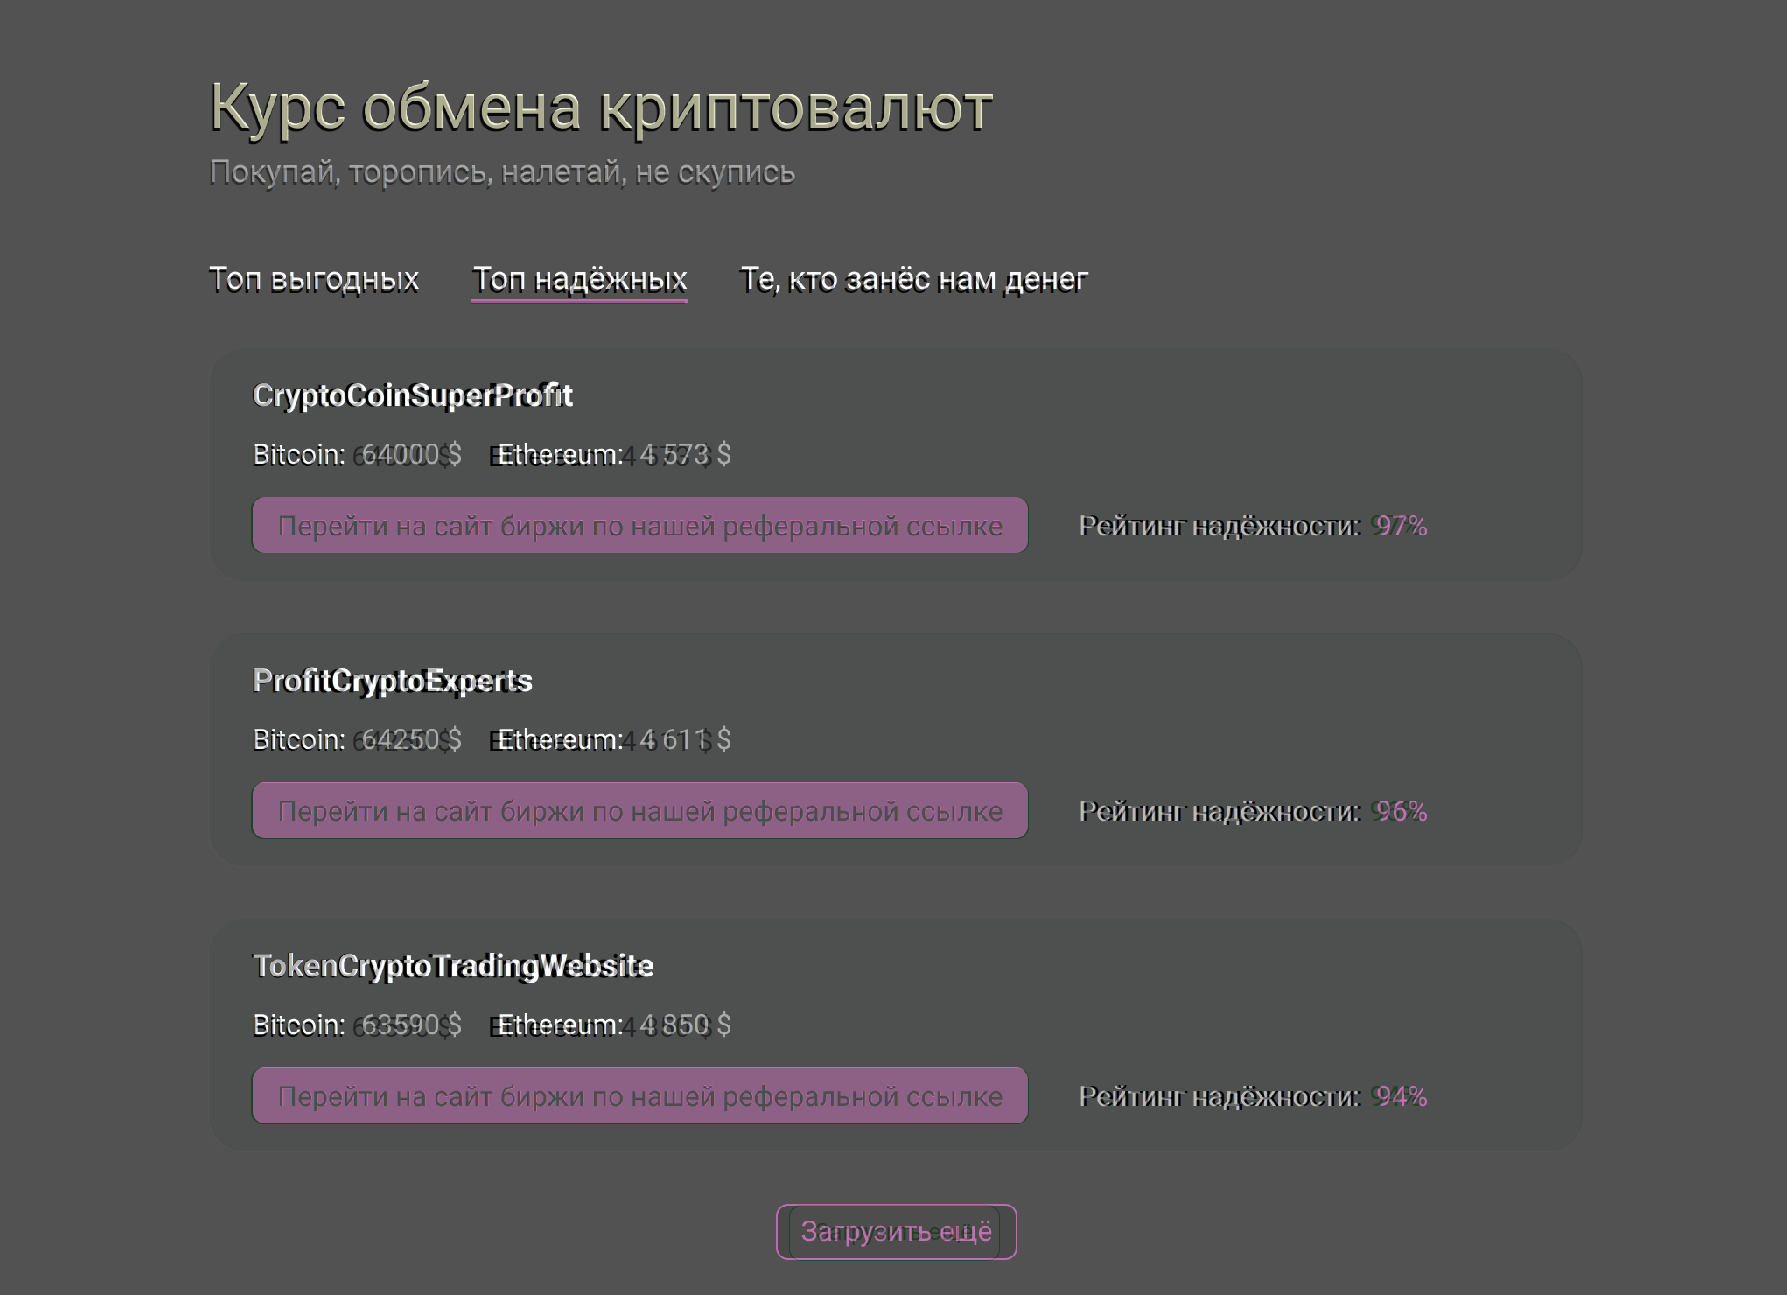 Курс обмена криптовалют
Покупай, торопись, налетай, не скупись
Топ выгодных Топ надёжных Те, кто занёс нам денег
CryptoCoinSuperProfit
Bitcoin: 64000 $ Ethereum: 4 573 $
Перейти на сайт биржи по нашей реферальной ссылке Рейтинг надёжности: 97%
ProfitCryptoExperts
Bitcoin: 64250 $ Ethereum: 4 611 $
Перейти на сайт биржи по нашей реферальной ссылке Рейтинг надёжности: 96%
TokenCryptoTradingWebsite
Bitcoin: 63590 $ Ethereum: 4 850 $
Перейти на сайт биржи по нашей реферальной ссылке Рейтинг надёжности: 94%
Загрузить ещё